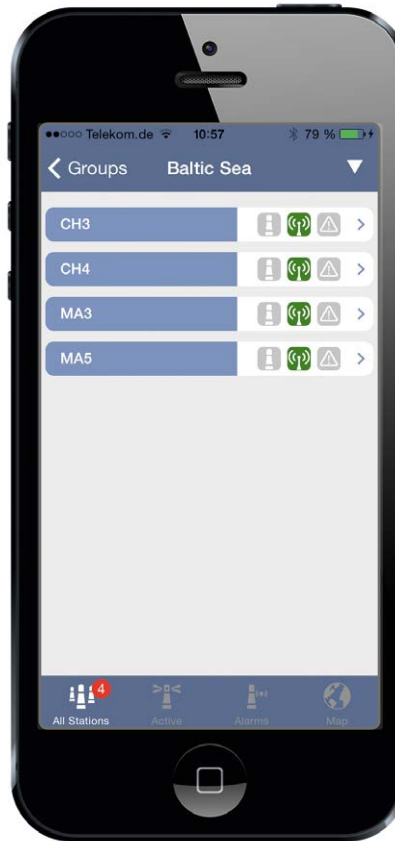 Telekom.de 10:57 79 %
Groups Baltic Sea
CH3
CH4
MA3
MA5
4
All Stations Active Alarms Map